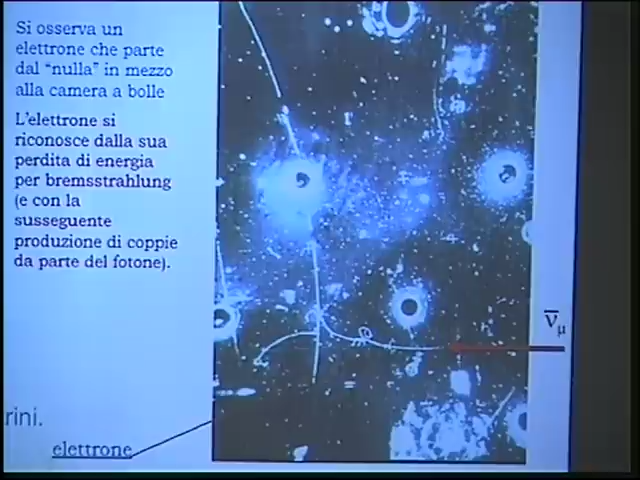 Si osserva un
elettrone che parte
dal “nulla” in mezzo
alla camera a bolle
L'elettrone si
riconosce dalla sua
perdita di energia
per bremsstrahlung
(e con la
susseguente
produzione di coppie
da parte del fotone).
ν̅μ
rini.
elettrone